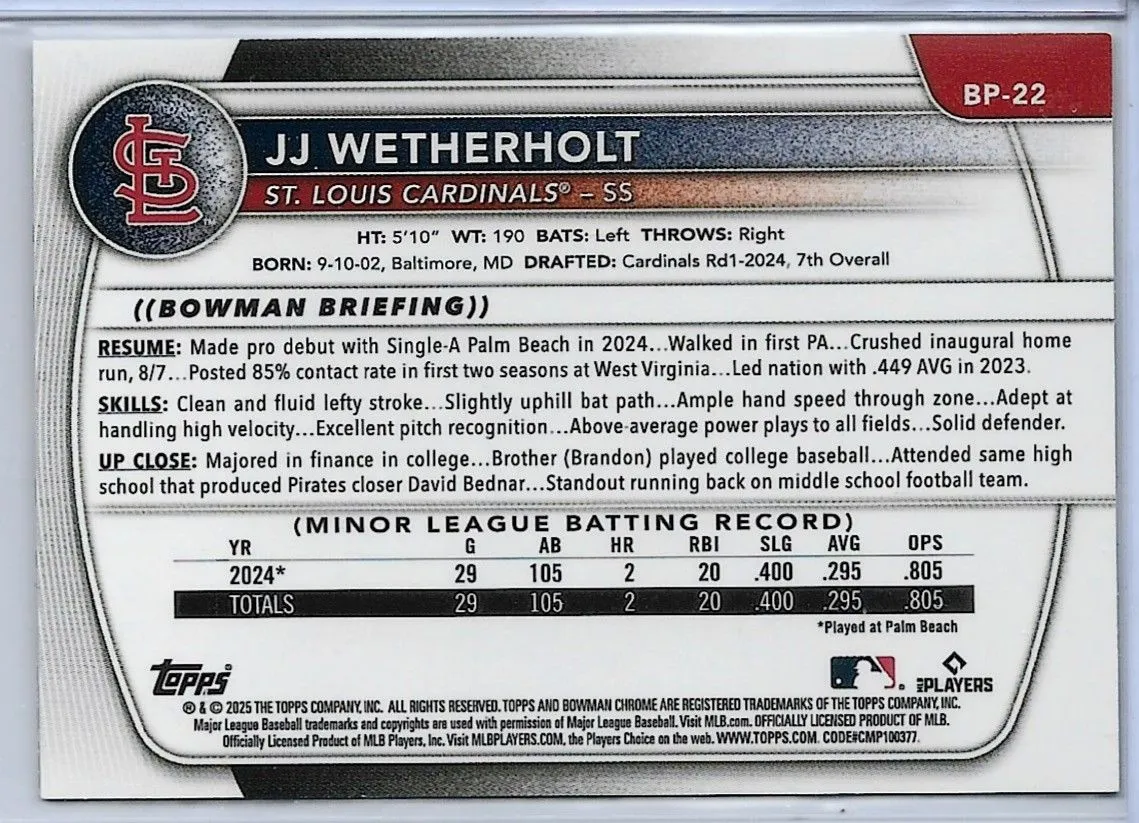 BP-22
STL
JJ WETHERHOLT
ST. LOUIS CARDINALS® – SS
HT: 5'10" WT: 190 BATS: Left THROWS: Right
BORN: 9-10-02, Baltimore, MD DRAFTED: Cardinals Rd1-2024, 7th Overall
((BOWMAN BRIEFING))
RESUME: Made pro debut with Single-A Palm Beach in 2024...Walked in first PA...Crushed inaugural home
run, 8/7...Posted 85% contact rate in first two seasons at West Virginia...Led nation with .449 AVG in 2023.
SKILLS: Clean and fluid lefty stroke...Slightly uphill bat path...Ample hand speed through zone...Adept at
handling high velocity...Excellent pitch recognition...Above-average power plays to all fields...Solid defender.
UP CLOSE: Majored in finance in college...Brother (Brandon) played college baseball...Attended same high
school that produced Pirates closer David Bednar...Standout running back on middle school football team.
(MINOR LEAGUE BATTING RECORD)
YR G AB HR RBI SLG AVG OPS
2024* 29 105 2 20 .400 .295 .805
TOTALS 29 105 2 20 .400 .295 .805
*Played at Palm Beach
Topps
MLB PLAYERS
® & © 2025 THE TOPPS COMPANY, INC. ALL RIGHTS RESERVED. TOPPS AND BOWMAN CHROME ARE REGISTERED TRADEMARKS OF THE TOPPS COMPANY, INC.
Major League Baseball trademarks and copyrights are used with permission of Major League Baseball. Visit MLB.com. OFFICIALLY LICENSED PRODUCT OF MLB.
Officially Licensed Product of MLB Players, Inc. Visit MLBPLAYERS.COM, the Players Choice on the web. WWW.TOPPS.COM. CODE#CMP100377.